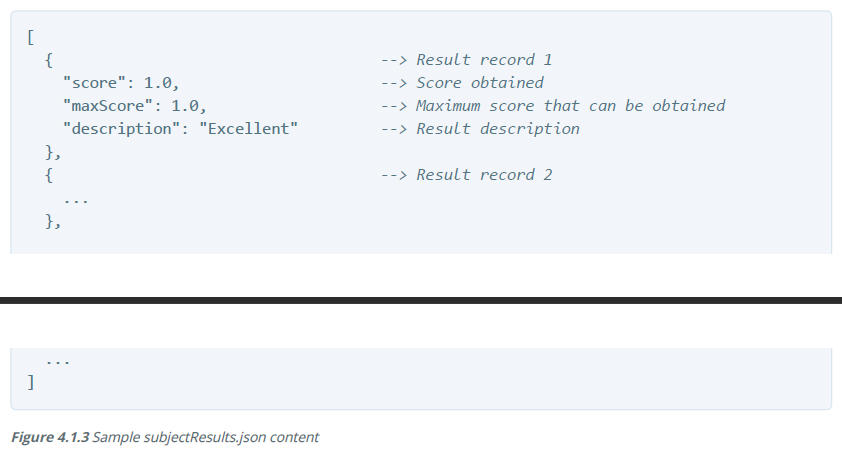 [
{ --> Result record 1
"score": 1.0, --> Score obtained
"maxScore": 1.0, --> Maximum score that can be obtained
"description": "Excellent" --> Result description
},
{ --> Result record 2
...
},
...
]
Figure 4.1.3 Sample subjectResults.json content